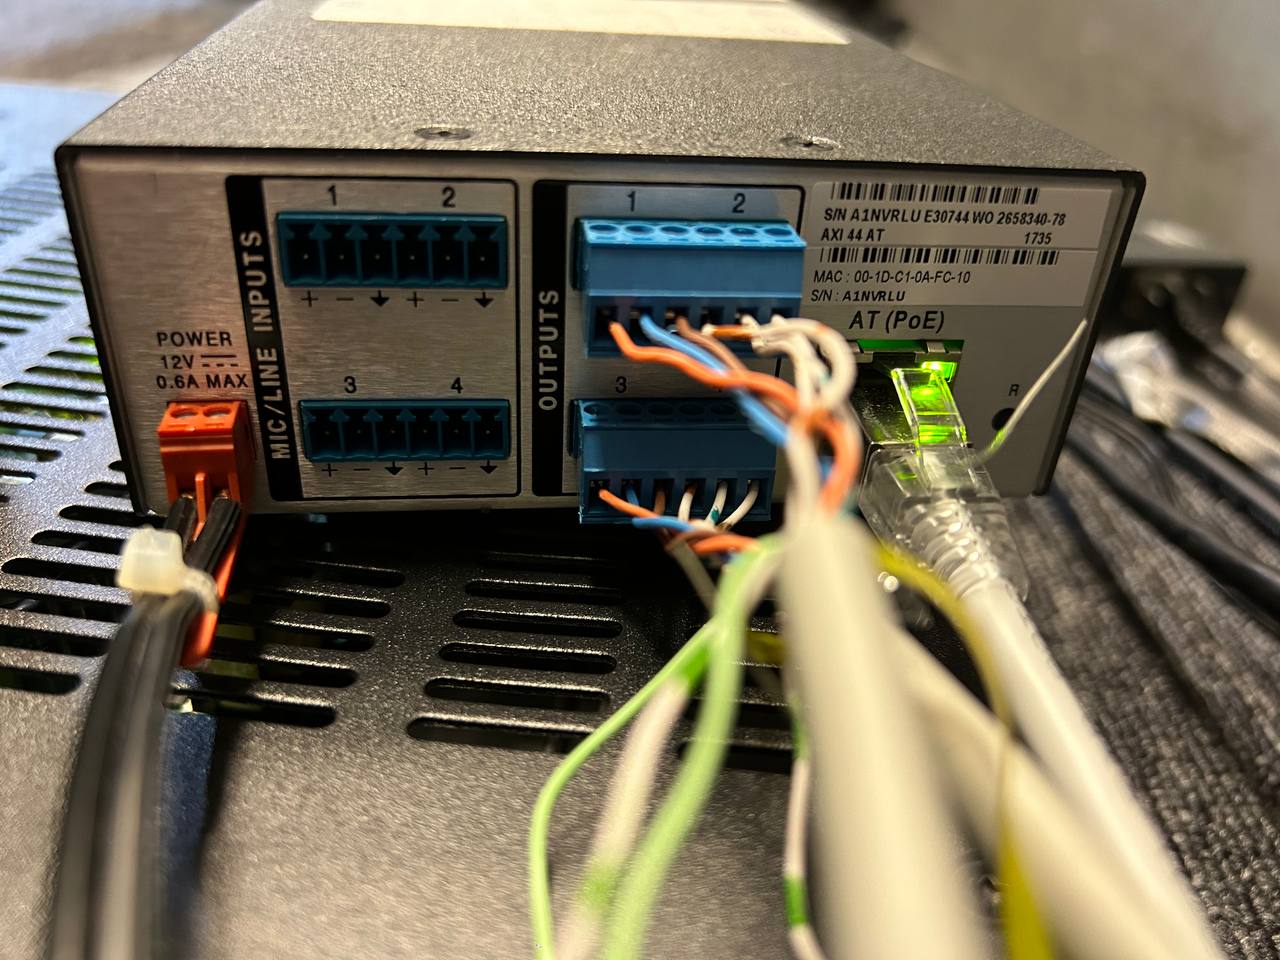 POWER
12V
0.6A MAX
MIC/LINE INPUTS
1 2
+ − + −
3 4
+ − + −
OUTPUTS
1 2
3
S/N A1NVRLU E30744 WO 2658340-78
AXI 44 AT 1735
MAC : 00-1D-C1-0A-FC-10
S/N : A1NVRLU
AT (PoE)
R